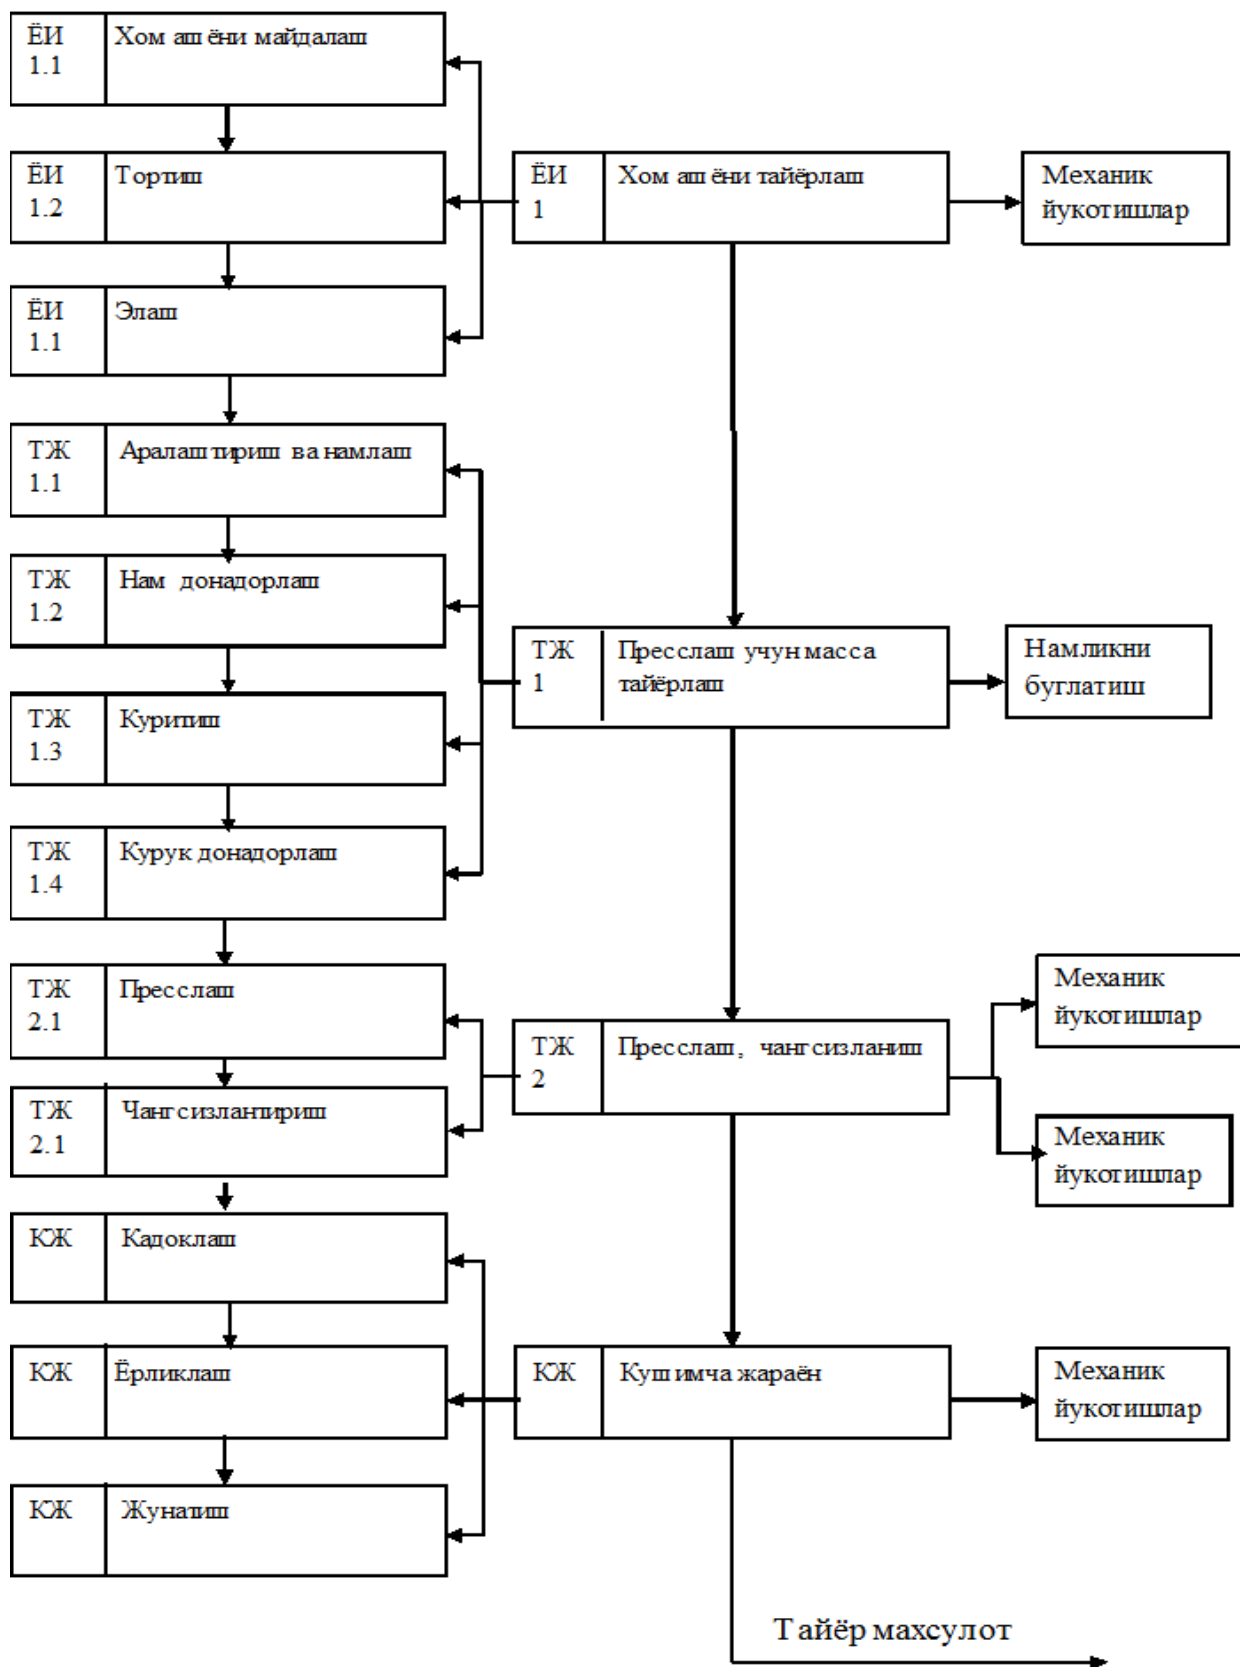 ЁИ
1.1
Хом ашёни майдалаш
ЁИ
1.2
Тортиш
ЁИ
1
Хом ашёни тайёрлаш
Механик
йукотишлар
ЁИ
1.1
Элаш
ТЖ
1.1
Аралаштириш ва намлаш
ТЖ
1.2
Нам донадорлаш
ТЖ
1
Пресслаш учун масса
тайёрлаш
Намликни
буглатиш
ТЖ
1.3
Куритиш
ТЖ
1.4
Курук донадорлаш
ТЖ
2.1
Пресслаш
Механик
йукотишлар
ТЖ
2
Пресслаш, чангсизланиш
ТЖ
2.1
Чангсизлантириш
Механик
йукотишлар
КЖ
Кадоклаш
КЖ
Ёрликлаш
КЖ
Кушимча жараён
Механик
йукотишлар
КЖ
Жунатиш
Тайёр махсулот